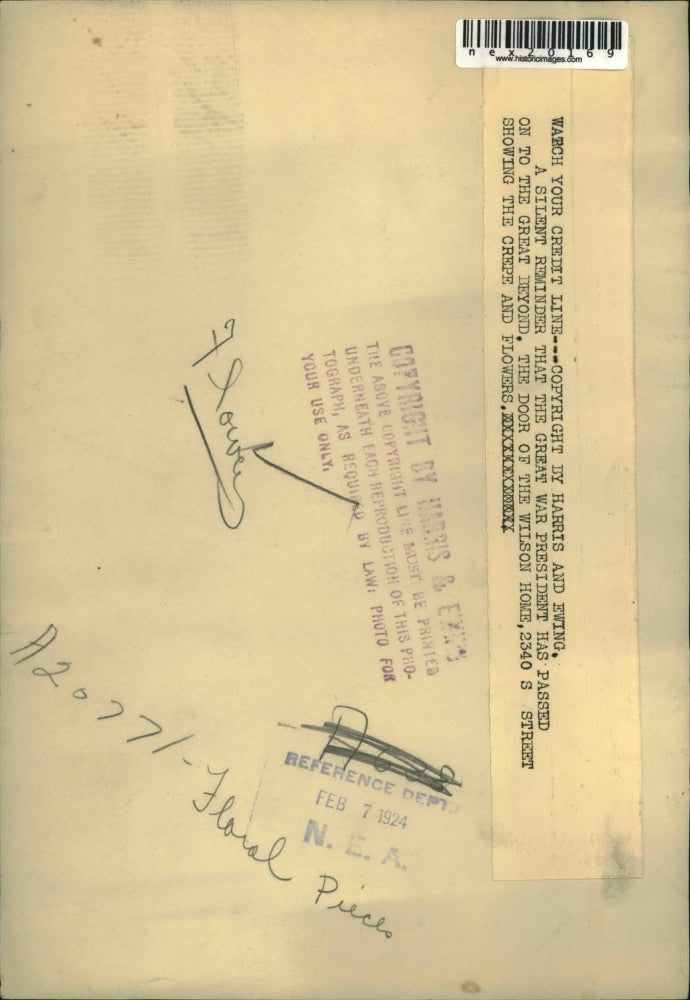 nex20169
www.historicimages.com
WATCH YOUR CREDIT LINE---COPYRIGHT BY HARRIS AND EWING.
A SILENT REMINDER THAT THE GREAT WAR PRESIDENT HAS PASSED
ON TO THE GREAT BEYOND. THE DOOR OF THE WILSON HOME,2340 S STREET
SHOWING THE CREPE AND FLOWERS.
COPYRIGHT BY HARRIS & EWING
THE ABOVE COPYRIGHT LINE MUST BE PRINTED
UNDERNEATH EACH REPRODUCTION OF THIS PHO-
TOGRAPH, AS REQUIRED BY LAW: PHOTO FOR
YOUR USE ONLY.
Flowers
REFERENCE DEPT.
FEB 7 1924
N. E. A.
A20771-Floral Pieces